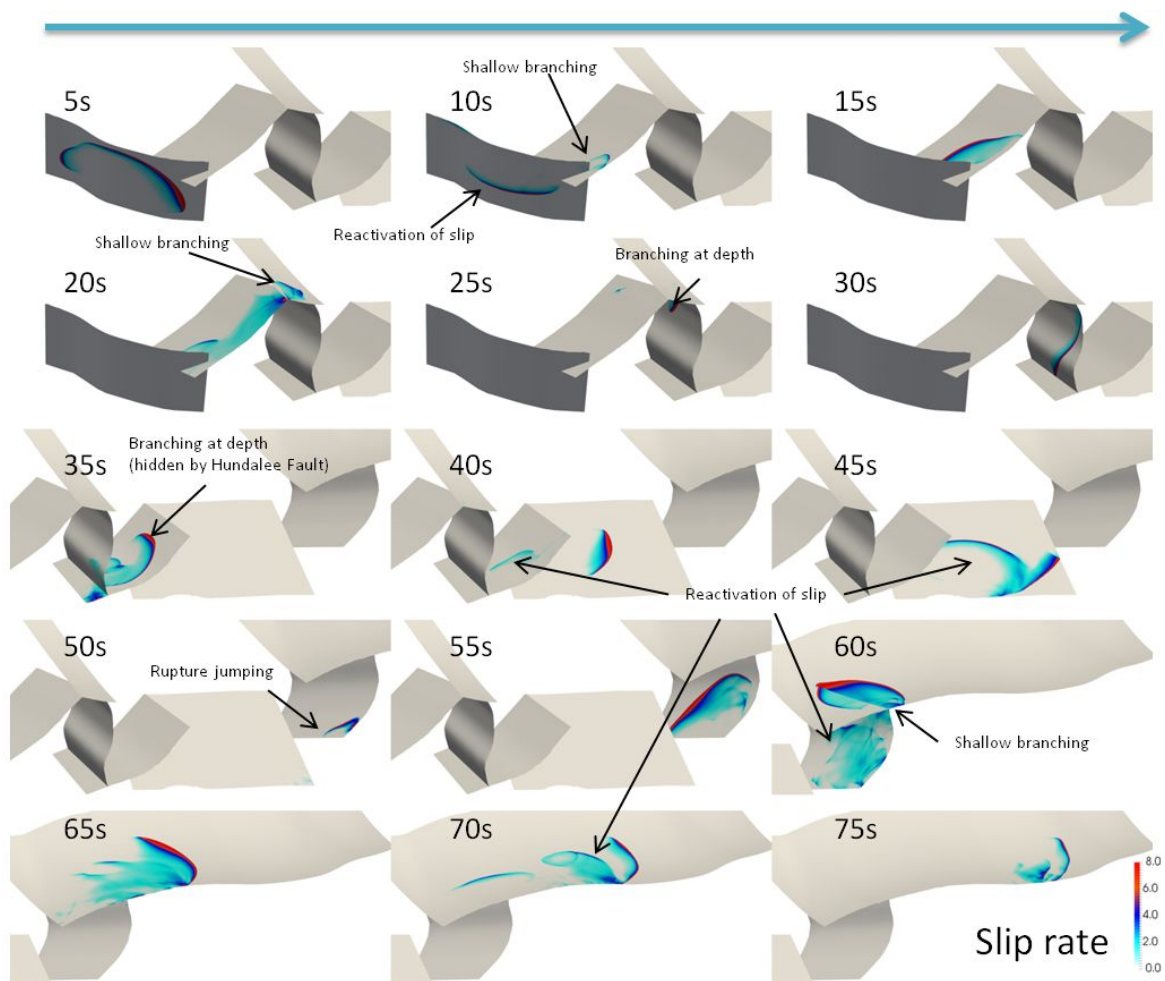 5s
Shallow branching
10s
Reactivation of slip
15s
Shallow branching
20s
Branching at depth
25s
30s
Branching at depth
(hidden by Hundalee Fault)
35s
40s
45s
Reactivation of slip
50s
Rupture jumping
55s
60s
Shallow branching
65s
70s
75s
8.0
6.0
4.0
2.0
0.0
Slip rate